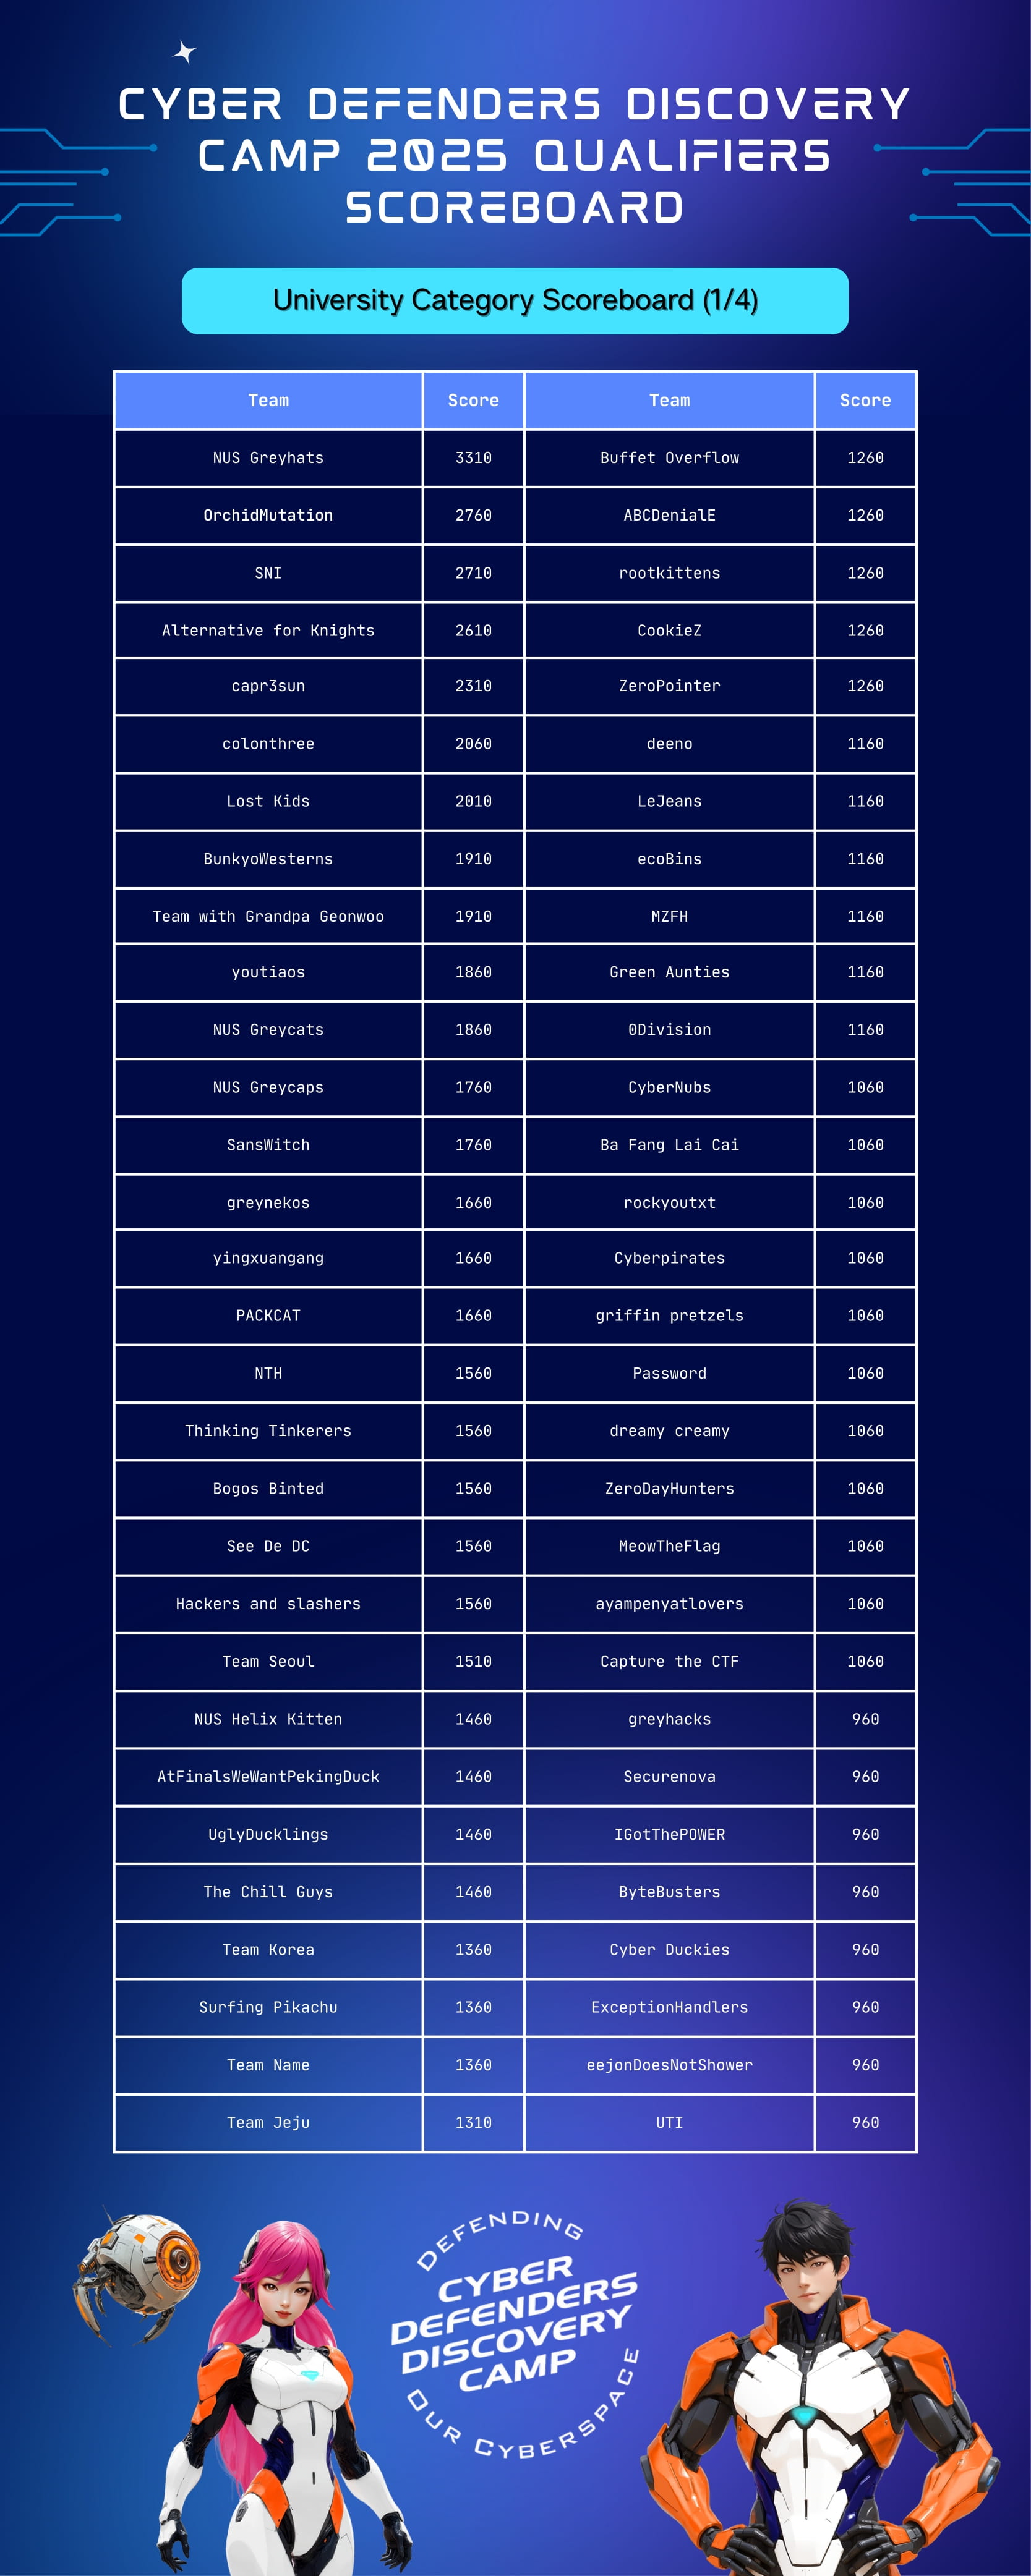 CYBER DEFENDERS DISCOVERY
CAMP 2025 QUALIFIERS
SCOREBOARD
University Category Scoreboard (1/4)
Team Score Team Score
NUS Greyhats 3310 Buffet Overflow 1260
OrchidMutation 2760 ABCDenialE 1260
SNI 2710 rootkittens 1260
Alternative for Knights 2610 CookieZ 1260
capr3sun 2310 ZeroPointer 1260
colonthree 2060 deeno 1160
Lost Kids 2010 LeJeans 1160
BunkyoWesterns 1910 ecoBins 1160
Team with Grandpa Geonwoo 1910 MZFH 1160
youtiaos 1860 Green Aunties 1160
NUS Greycats 1860 0Division 1160
NUS Greycaps 1760 CyberNubs 1060
SansWitch 1760 Ba Fang Lai Cai 1060
greynekos 1660 rockyoutxt 1060
yingxuangang 1660 Cyberpirates 1060
PACKCAT 1660 griffin pretzels 1060
NTH 1560 Password 1060
Thinking Tinkerers 1560 dreamy creamy 1060
Bogos Binted 1560 ZeroDayHunters 1060
See De DC 1560 MeowTheFlag 1060
Hackers and slashers 1560 ayampenyatlovers 1060
Team Seoul 1510 Capture the CTF 1060
NUS Helix Kitten 1460 greyhacks 960
AtFinalsWeWantPekingDuck 1460 Securenova 960
UglyDucklings 1460 IGotThePOWER 960
The Chill Guys 1460 ByteBusters 960
Team Korea 1360 Cyber Duckies 960
Surfing Pikachu 1360 ExceptionHandlers 960
Team Name 1360 eejonDoesNotShower 960
Team Jeju 1310 UTI 960
DEFENDING
CYBER
DEFENDERS
DISCOVERY
CAMP
OUR CYBERSPACE